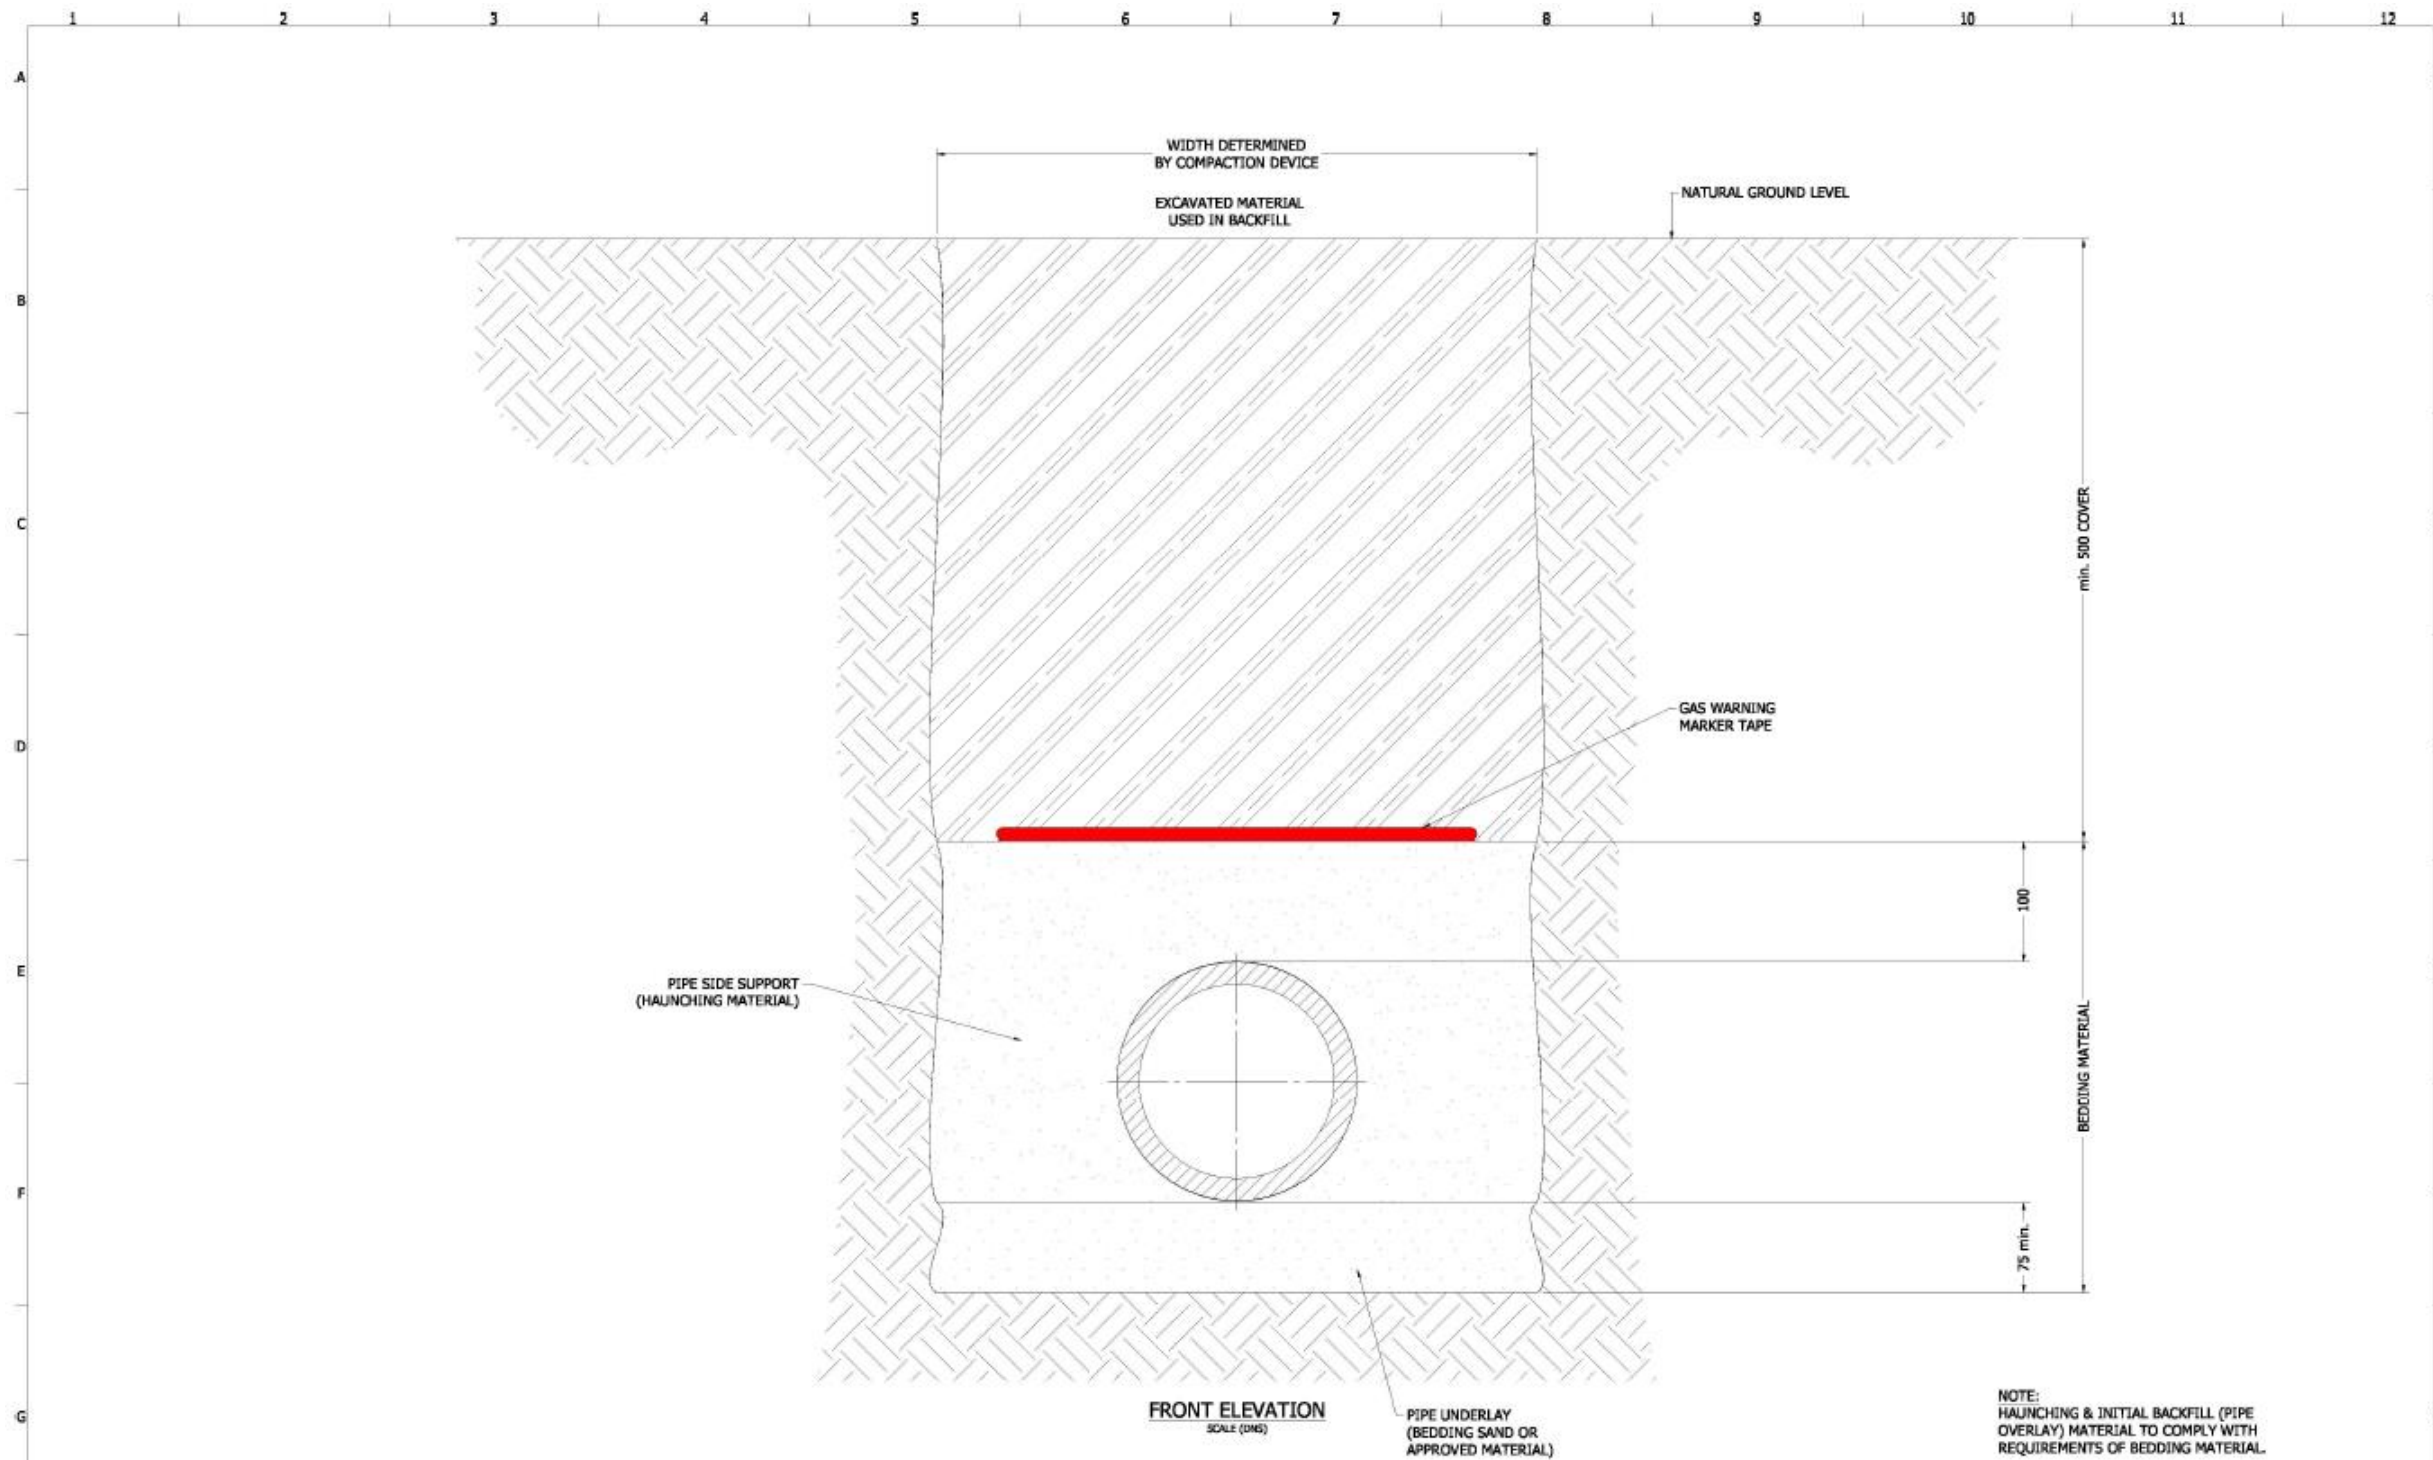 1 2 3 4 5 6 7 8 9 10 11 12
A
WIDTH DETERMINED
BY COMPACTION DEVICE
NATURAL GROUND LEVEL
EXCAVATED MATERIAL
USED IN BACKFILL
B
C
min. 500 COVER
GAS WARNING
MARKER TAPE
D
100
E
PIPE SIDE SUPPORT
(HAUNCHING MATERIAL)
BEDDING MATERIAL
F
75 min.
G
FRONT ELEVATION
SCALE (DNS)
PIPE UNDERLAY
(BEDDING SAND OR
APPROVED MATERIAL)
NOTE:
HAUNCHING & INITIAL BACKFILL (PIPE
OVERLAY) MATERIAL TO COMPLY WITH
REQUIREMENTS OF BEDDING MATERIAL.